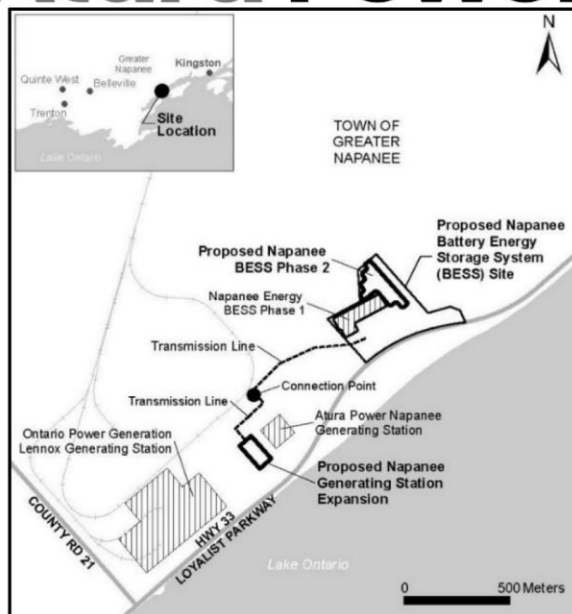 Greater
Napanee
Kingston
Quinte West
Belleville
Trenton
Site
Location
Lake Ontario
N
TOWN OF
GREATER
NAPANEE
Proposed Napanee
Battery Energy
Storage System
(BESS) Site
Proposed Napanee
BESS Phase 2
Napanee Energy
BESS Phase 1
Transmission Line
Connection Point
Transmission Line
Atura Power Napanee
Generating Station
Ontario Power Generation
Lennox Generating Station
Proposed Napanee
Generating Station
Expansion
COUNTY RD 21
HWY 33
LOYALIST PARKWAY
Lake Ontario
0 500 Meters